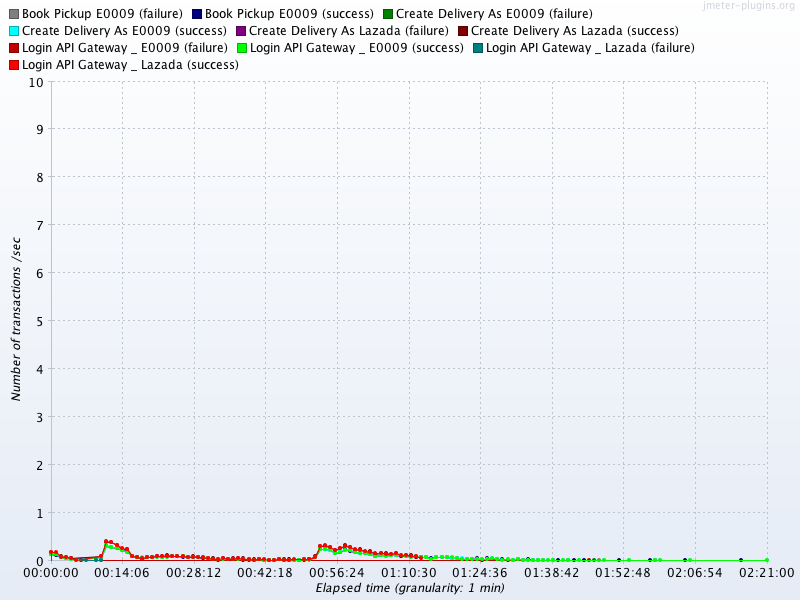 jmeter-plugins.org
Book Pickup E0009 (failure) Book Pickup E0009 (success) Create Delivery As E0009 (failure)
Create Delivery As E0009 (success) Create Delivery As Lazada (failure) Create Delivery As Lazada (success)
Login API Gateway _ E0009 (failure) Login API Gateway _ E0009 (success) Login API Gateway _ Lazada (failure)
Login API Gateway _ Lazada (success)
Number of transactions /sec
10
9
8
7
6
5
4
3
2
1
0
00:00:00 00:14:06 00:28:12 00:42:18 00:56:24 01:10:30 01:24:36 01:38:42 01:52:48 02:06:54 02:21:00
Elapsed time (granularity: 1 min)